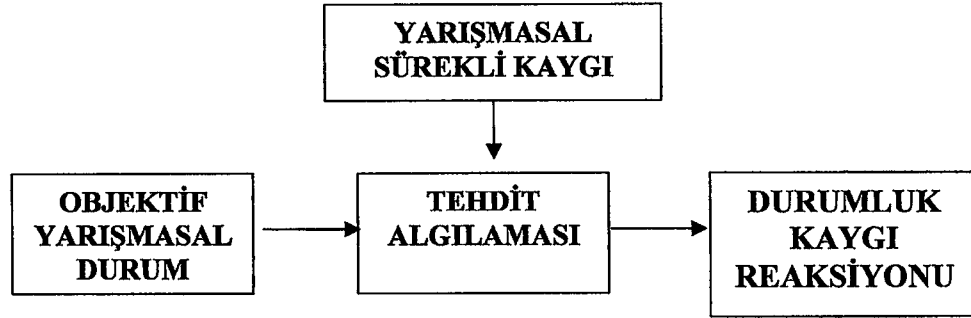 YARIŞMASAL
SÜREKLİ KAYGI
OBJEKTİF
YARIŞMASAL
DURUM
TEHDİT
ALGILAMASI
DURUMLUK
KAYGI
REAKSİYONU